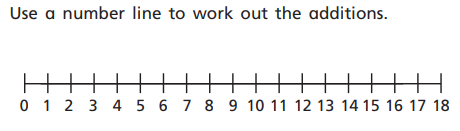 Use a number line to work out the additions.
0 1 2 3 4 5 6 7 8 9 10 11 12 13 14 15 16 17 18